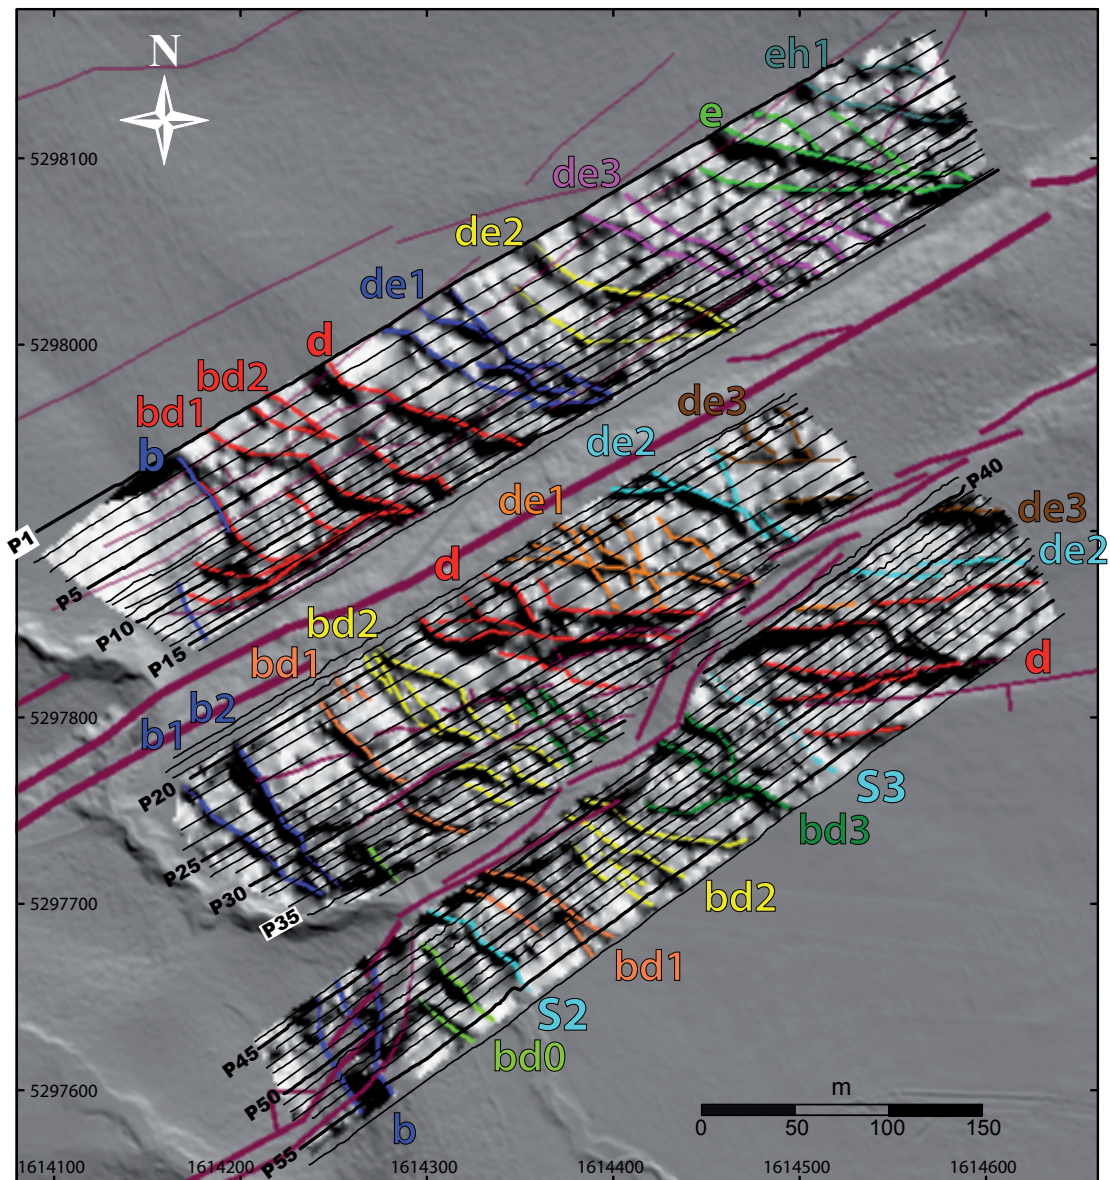 N
eh1
e
5298100
de3
de2
de1
5298000
d
bd2
de3
bd1
de2
b
P40
de1
P1
de3
de2
d
P5
bd2
P10
bd1
P15
d
b2
5297800
b1
S3
P20
bd3
P25
bd2
P30
5297700
P35
bd1
S2
P45
bd0
5297600
m
P50
b
0 50 100 150
P55
1614100 1614200 1614300 1614400 1614500 1614600